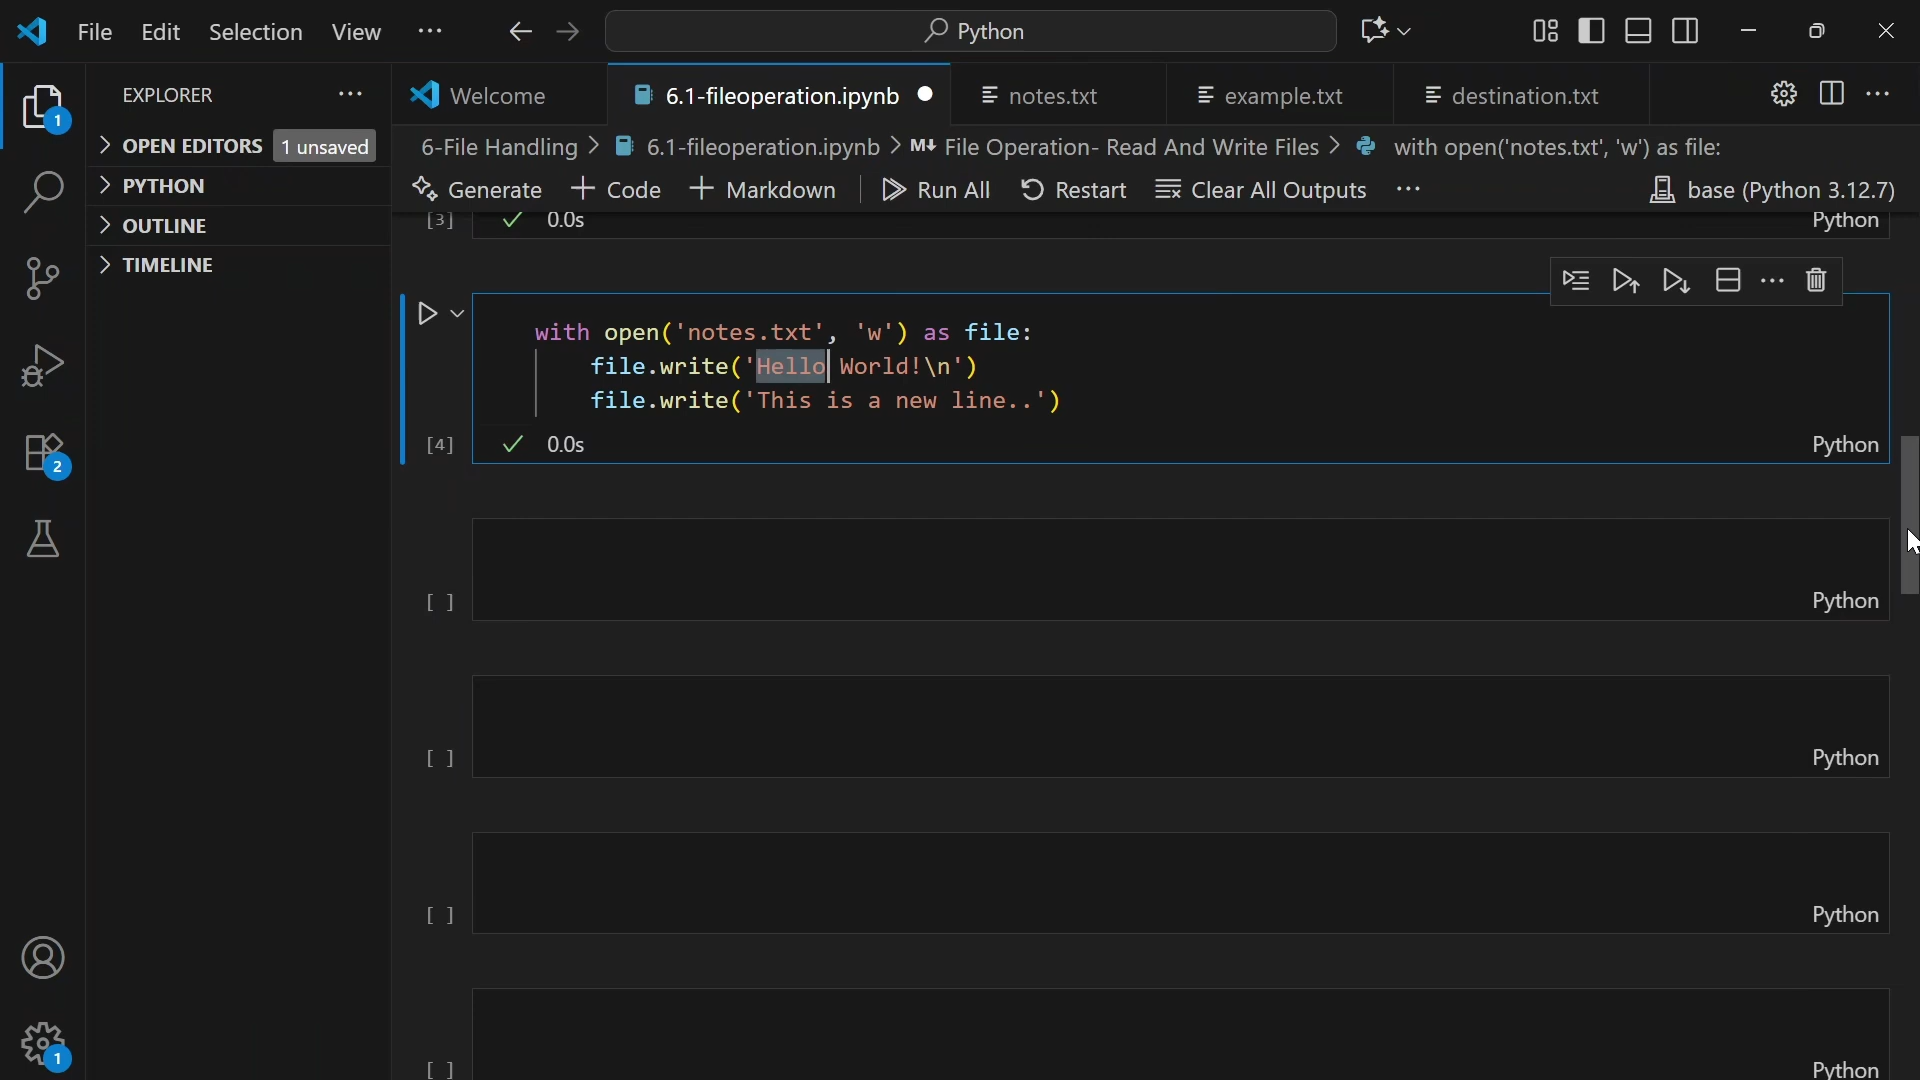 File Edit Selection View ··· Python
EXPLORER ···
OPEN EDITORS 1 unsaved
PYTHON
OUTLINE
TIMELINE
1
2
1
Welcome 6.1-fileoperation.ipynb notes.txt example.txt destination.txt ···
6-File Handling > 6.1-fileoperation.ipynb > M↓ File Operation- Read And Write Files > with open('notes.txt', 'w') as file:
Generate + Code + Markdown Run All Restart Clear All Outputs ··· base (Python 3.12.7)
[3] ✓ 0.0s Python
with open('notes.txt', 'w') as file:
file.write('Hello World!\n')
file.write('This is a new line..')
[4] ✓ 0.0s Python
[ ] Python
[ ] Python
[ ] Python
[ ] Python